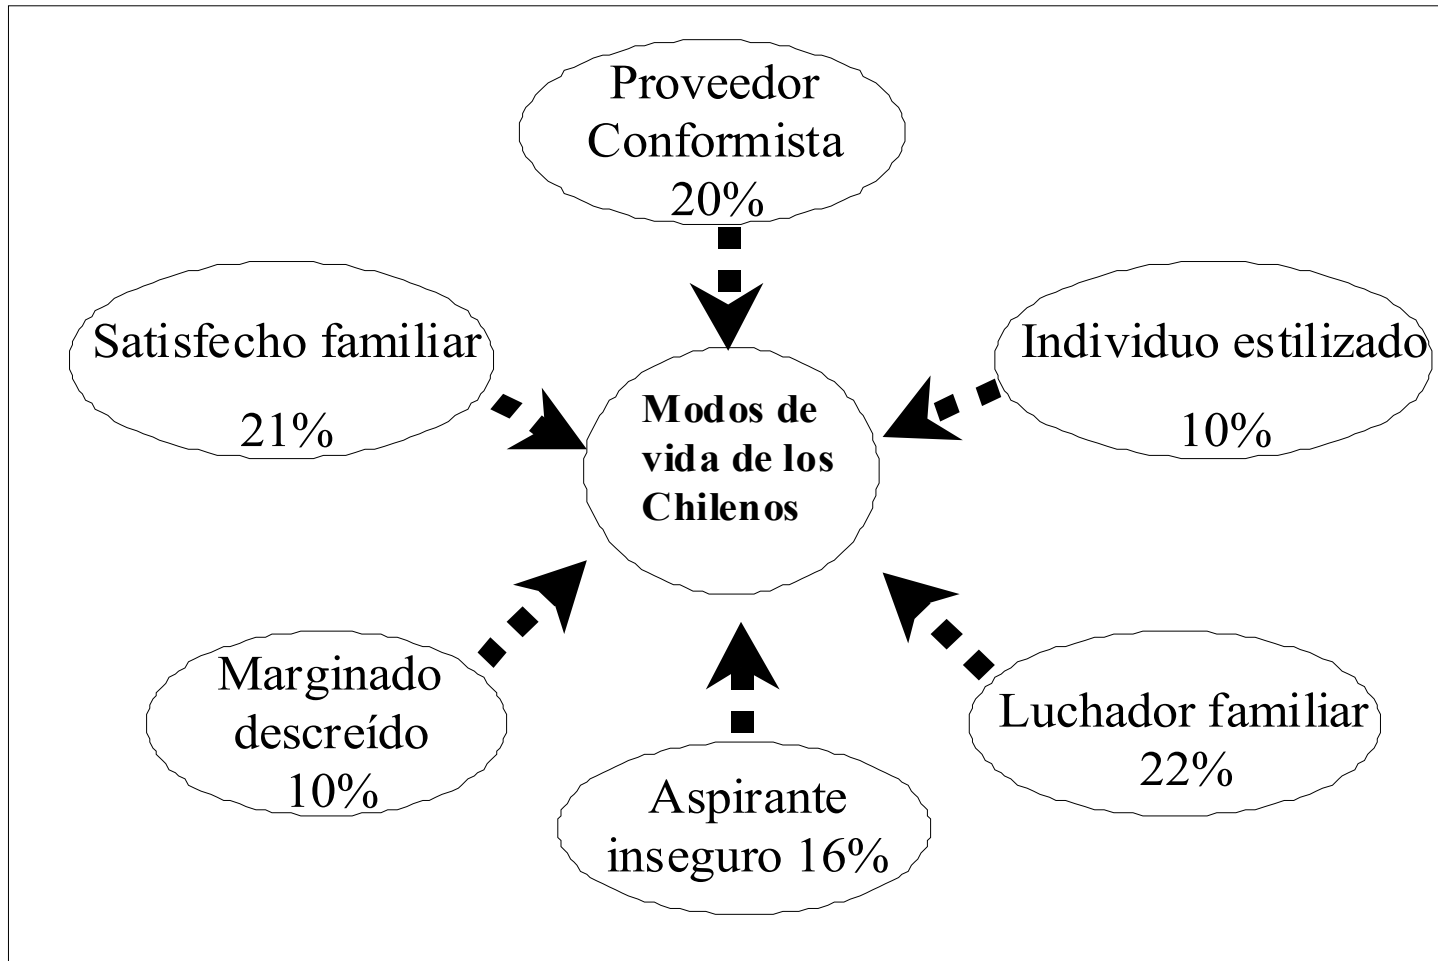 Proveedor
Conformista
20%
Satisfecho familiar
21%
Individuo estilizado
10%
Modos de
vida de los
Chilenos
Marginado
descreído
10%
Aspirante
inseguro 16%
Luchador familiar
22%